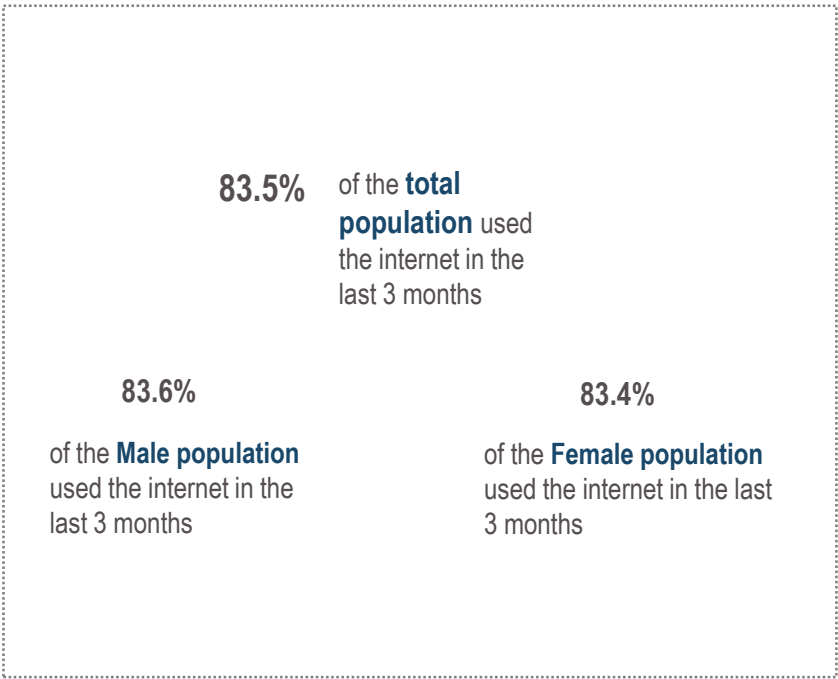 83.5%
of the total
population used
the internet in the
last 3 months
83.6%
of the Male population
used the internet in the
last 3 months
83.4%
of the Female population
used the internet in the last
3 months